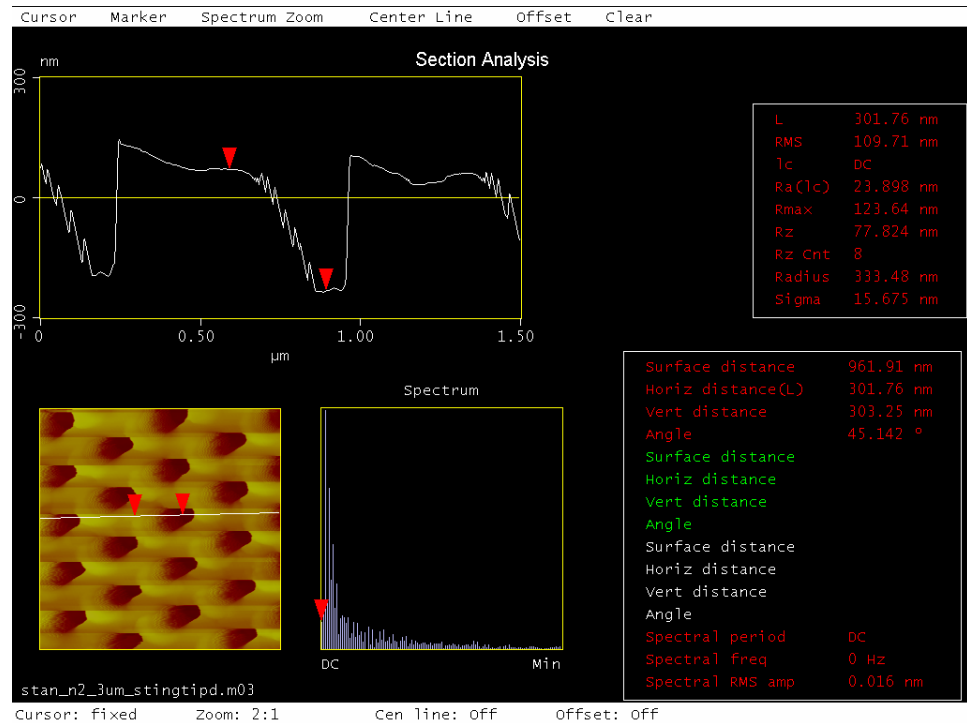 Cursor Marker Spectrum Zoom Center Line Offset Clear
Section Analysis
nm
300
0
-300
0 0.50 1.00 1.50
µm
L 301.76 nm
RMS 109.71 nm
lc DC
Ra(lc) 23.898 nm
Rmax 123.64 nm
Rz 77.824 nm
Rz Cnt 8
Radius 333.48 nm
Sigma 15.675 nm
Surface distance 961.91 nm
Horiz distance(L) 301.76 nm
Vert distance 303.25 nm
Angle 45.142 °
Surface distance
Horiz distance
Vert distance
Angle
Surface distance
Horiz distance
Vert distance
Angle
Spectral period DC
Spectral freq 0 Hz
Spectral RMS amp 0.016 nm
Spectrum
DC Min
stan_n2_3um_stingtipd.m03
Cursor: fixed Zoom: 2:1 Cen line: Off Offset: Off